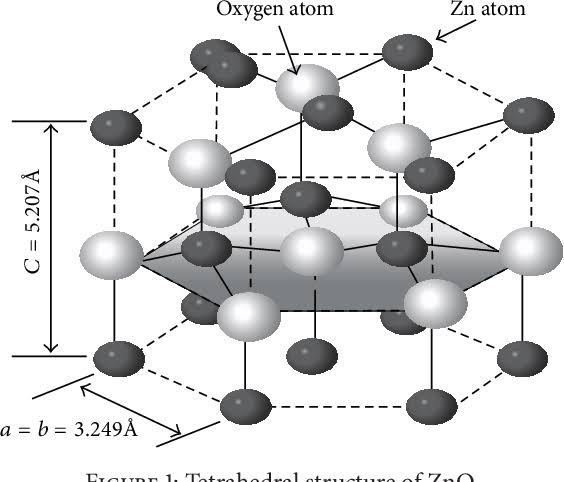 Oxygen atom
Zn atom
C = 5.207Å
a = b = 3.249Å
FIGURE 1: Tetrahedral structure of ZnO